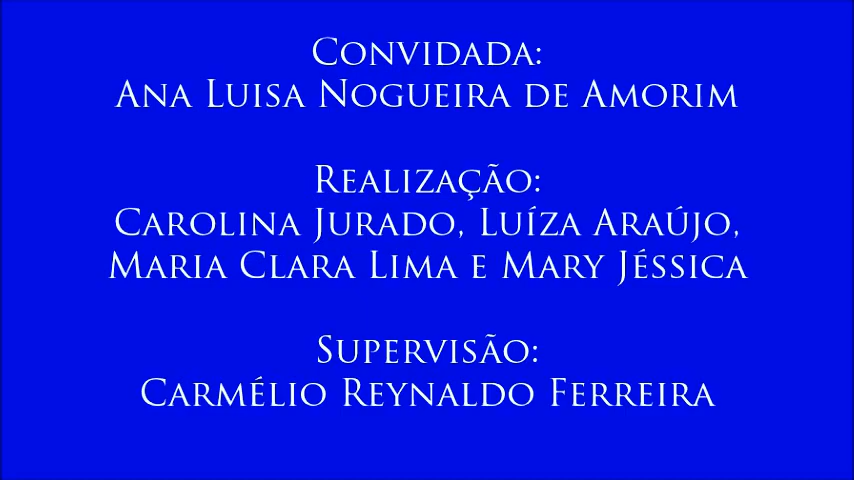 Convidada:
Ana Luisa Nogueira de Amorim
Realização:
Carolina Jurado, Luíza Araújo,
Maria Clara Lima e Mary Jéssica
Supervisão:
Carmélio Reynaldo Ferreira